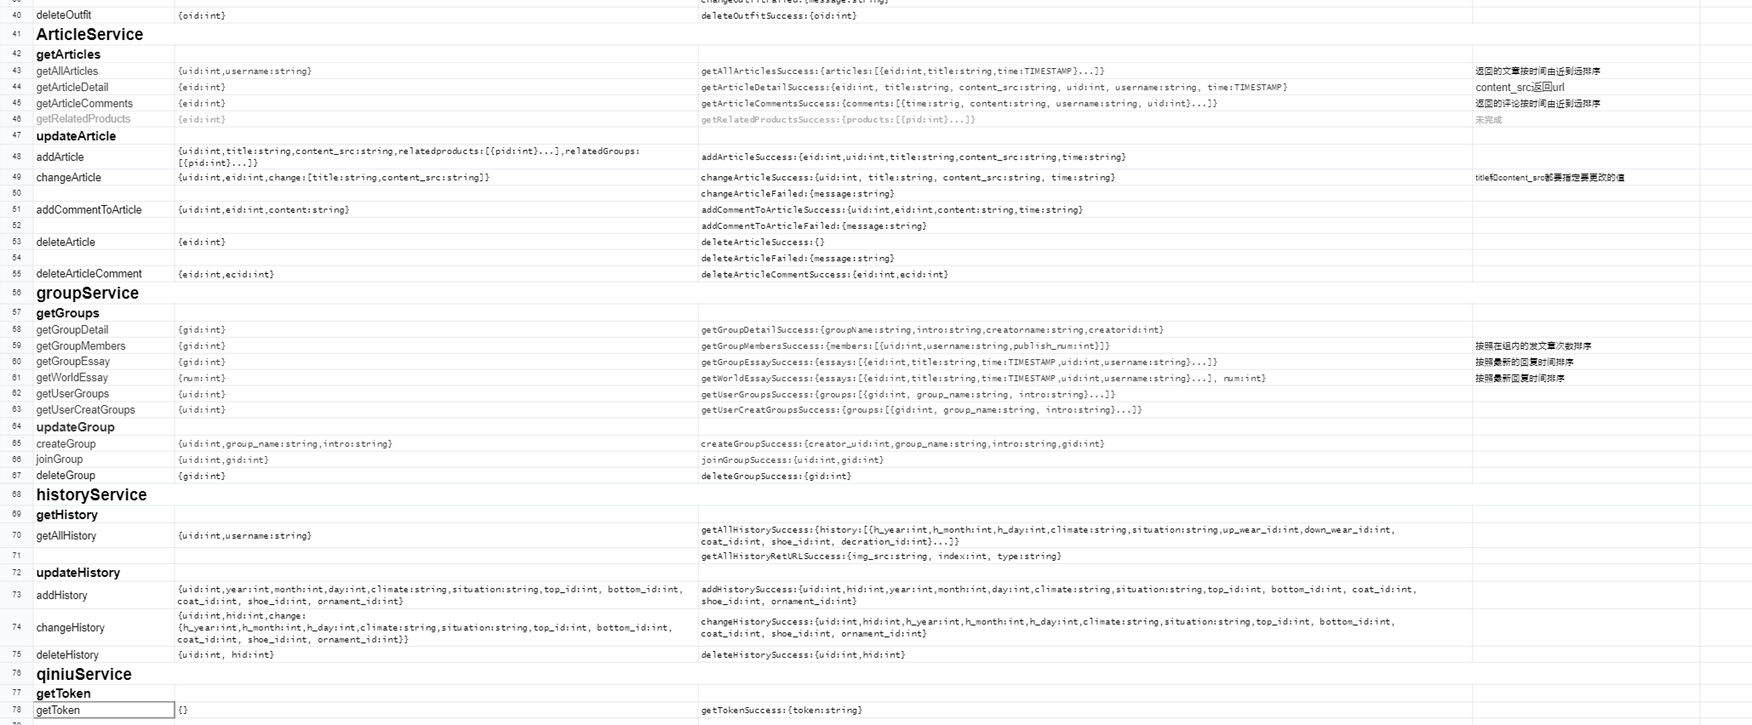 40 deleteOutfit {oid:int} deleteOutfitSuccess:{oid:int}
41 ArticleService
42 getArticles
43 getAllArticles {uid:int,username:string} getAllArticlesSuccess:{articles:[{eid:int,title:string,time:TIMESTAMP}...]} 返回的文章按时间由近到远排序
44 getArticleDetail {eid:int} getArticleDetailSuccess:{eid:int, title:string, content_src:string, uid:int, username:string, time:TIMESTAMP} content_src返回url
45 getArticleComments {eid:int} getArticleCommentsSuccess:{comments:[{time:strig, content:string, username:string, uid:int}...]} 返回的评论按时间由近到远排序
46 getRelatedProducts {eid:int} getRelatedProductsSuccess:{products:[{pid:int}...]} 未完成
47 updateArticle
48 addArticle {uid:int,title:string,content_src:string,relatedproducts:[{pid:int}...],relatedGroups:
[{pid:int}...]} addArticleSuccess:{eid:int,uid:int,title:string,content_src:string,time:string}
49 changeArticle {uid:int,eid:int,change:[title:string,content_src:string]} changeArticleSuccess:{uid:int, title:string, content_src:string, time:string} title和content_src都要指定要更改的值
50 changeArticleFailed:{message:string}
51 addCommentToArticle {uid:int,eid:int,content:string} addCommentToArticleSuccess:{uid:int,eid:int,content:string,time:string}
52 addCommentToArticleFailed:{message:string}
53 deleteArticle {eid:int} deleteArticleSuccess:{}
54 deleteArticleFailed:{message:string}
55 deleteArticleComment {eid:int,ecid:int} deleteArticleCommentSuccess:{eid:int,ecid:int}
56 groupService
57 getGroups
58 getGroupDetail {gid:int} getGroupDetailSuccess:{groupName:string,intro:string,creatorname:string,creatorid:int}
59 getGroupMembers {gid:int} getGroupMembersSuccess:{members:[{uid:int,username:string,publish_num:int}]} 按照在组内的发文章次数排序
60 getGroupEssay {gid:int} getGroupEssaySuccess:{essays:[{eid:int,title:string,time:TIMESTAMP,uid:int,username:string}...]} 按照最新的回复时间排序
61 getWorldEssay {num:int} getWorldEssaySuccess:{essays:[{eid:int,title:string,time:TIMESTAMP,uid:int,username:string}...], num:int} 按照最新回复时间排序
62 getUserGroups {uid:int} getUserGroupsSuccess:{groups:[{gid:int, group_name:string, intro:string}...]}
63 getUserCreatGroups {uid:int} getUserCreatGroupsSuccess:{groups:[{gid:int, group_name:string, intro:string}...]}
64 updateGroup
65 createGroup {uid:int,group_name:string,intro:string} createGroupSuccess:{creator_uid:int,group_name:string,intro:string,gid:int}
66 joinGroup {uid:int,gid:int} joinGroupSuccess:{uid:int,gid:int}
67 deleteGroup {gid:int} deleteGroupSuccess:{gid:int}
68 historyService
69 getHistory
70 getAllHistory {uid:int,username:string} getAllHistorySuccess:{history:[{h_year:int,h_month:int,h_day:int,climate:string,situation:string,up_wear_id:int,down_wear_id:int,
coat_id:int, shoe_id:int, decration_id:int}...]}
71 getAllHistoryRetURLSuccess:{img_src:string, index:int, type:string}
72 updateHistory
73 addHistory {uid:int,year:int,month:int,day:int,climate:string,situation:string,top_id:int, bottom_id:int,
coat_id:int, shoe_id:int, ornament_id:int} addHistorySuccess:{uid:int,hid:int,year:int,month:int,day:int,climate:string,situation:string,top_id:int, bottom_id:int, coat_id:int,
shoe_id:int, ornament_id:int}
74 changeHistory {uid:int,hid:int,change:
{h_year:int,h_month:int,h_day:int,climate:string,situation:string,top_id:int, bottom_id:int,
coat_id:int, shoe_id:int, ornament_id:int}} changeHistorySuccess:{uid:int,hid:int,h_year:int,h_month:int,h_day:int,climate:string,situation:string,top_id:int, bottom_id:int,
coat_id:int, shoe_id:int, ornament_id:int}
75 deleteHistory {uid:int, hid:int} deleteHistorySuccess:{uid:int,hid:int}
76 qiniuService
77 getToken
78 getToken {} getTokenSuccess:{token:string}